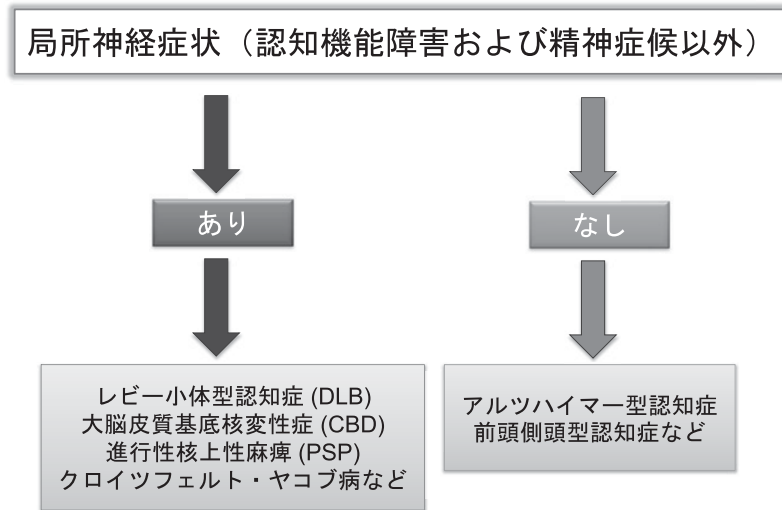 局所神経症状（認知機能障害および精神症候以外）
あり
なし
レビー小体型認知症 (DLB)
大脳皮質基底核変性症 (CBD)
進行性核上性麻痺 (PSP)
クロイツフェルト・ヤコブ病など
アルツハイマー型認知症
前頭側頭型認知症など